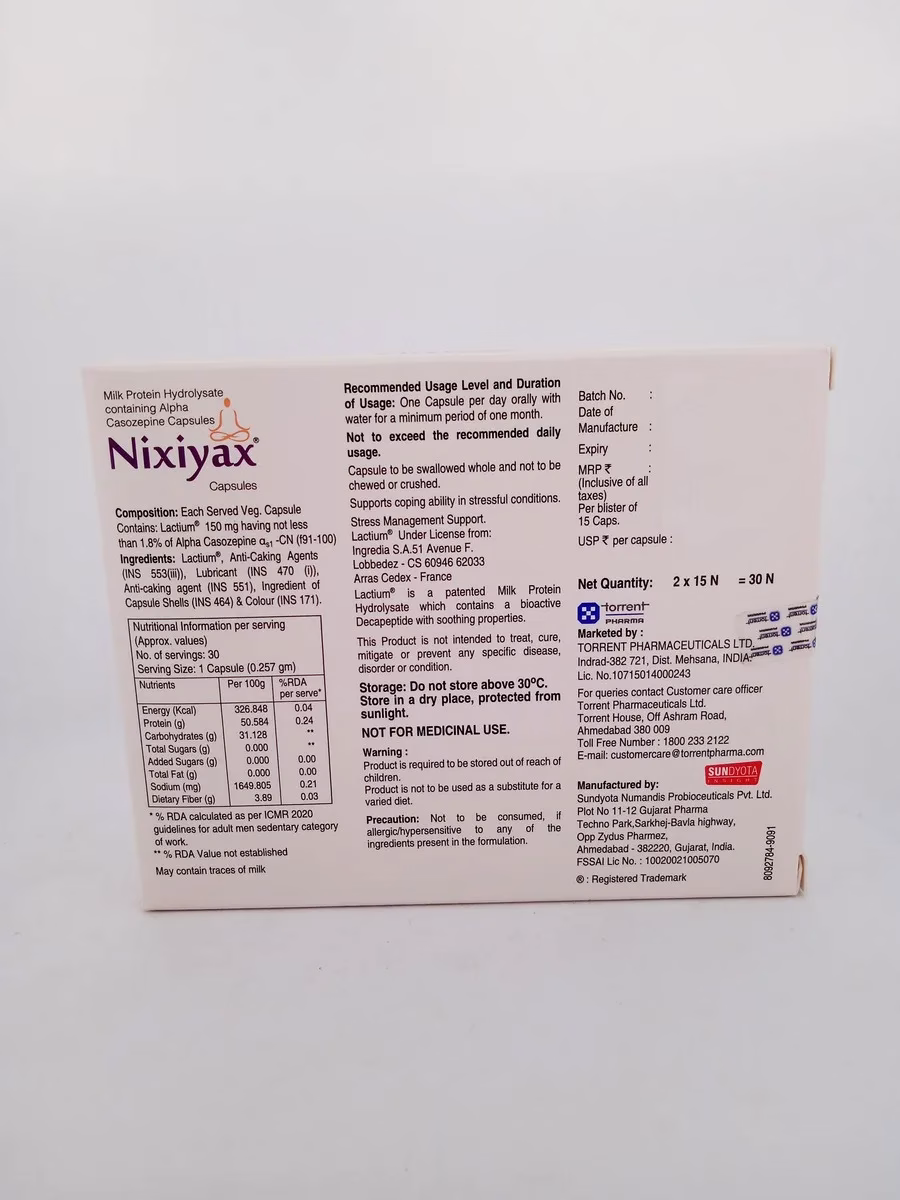 Milk Protein Hydrolysate
containing Alpha
Casozepine Capsules
Nixiyax®
Capsules
Composition: Each Served Veg. Capsule
Contains: Lactium® 150 mg having not less
than 1.8% of Alpha Casozepine αs1 -CN (f91-100)
Ingredients: Lactium®, Anti-Caking Agents
(INS 553(iii)), Lubricant (INS 470 (i)),
Anti-caking agent (INS 551), Ingredient of
Capsule Shells (INS 464) & Colour (INS 171).
Nutritional Information per serving
(Approx. values)
No. of servings: 30
Serving Size: 1 Capsule (0.257 gm)
Nutrients Per 100g %RDA
per serve*
Energy (Kcal) 326.848 0.04
Protein (g) 50.584 0.24
Carbohydrates (g) 31.128 **
Total Sugars (g) 0.000 **
Added Sugars (g) 0.000 0.00
Total Fat (g) 0.000 0.00
Sodium (mg) 1649.805 0.21
Dietary Fiber (g) 3.89 0.03
* % RDA calculated as per ICMR 2020
guidelines for adult men sedentary category
of work.
** % RDA Value not established
May contain traces of milk
Recommended Usage Level and Duration
of Usage: One Capsule per day orally with
water for a minimum period of one month.
Not to exceed the recommended daily
usage.
Capsule to be swallowed whole and not to be
chewed or crushed.
Supports coping ability in stressful conditions.
Stress Management Support.
Lactium® Under License from:
Ingredia S.A.51 Avenue F.
Lobbedez - CS 60946 62033
Arras Cedex - France
Lactium® is a patented Milk Protein
Hydrolysate which contains a bioactive
Decapeptide with soothing properties.
This Product is not intended to treat, cure,
mitigate or prevent any specific disease,
disorder or condition.
Storage: Do not store above 30°C.
Store in a dry place, protected from
sunlight.
NOT FOR MEDICINAL USE.
Warning :
Product is required to be stored out of reach of
children.
Product is not to be used as a substitute for a
varied diet.
Precaution: Not to be consumed, if
allergic/hypersensitive to any of the
ingredients present in the formulation.
Batch No. :
Date of
Manufacture :
Expiry :
MRP ₹ :
(Inclusive of all
taxes)
Per blister of
15 Caps.
USP ₹ per capsule :
Net Quantity: 2 x 15 N = 30 N
torrent
PHARMA
Marketed by :
TORRENT PHARMACEUTICALS LTD.
Indrad-382 721, Dist. Mehsana, INDIA.
Lic. No.10715014000243
For queries contact Customer care officer
Torrent Pharmaceuticals Ltd.
Torrent House, Off Ashram Road,
Ahmedabad 380 009
Toll Free Number : 1800 233 2122
E-mail: customercare@torrentpharma.com
SUNDYOTA
Manufactured by:
Sundyota Numandis Probioceuticals Pvt. Ltd.
Plot No 11-12 Gujarat Pharma
Techno Park,Sarkhej-Bavla highway,
Opp Zydus Pharmez,
Ahmedabad - 382220, Gujarat, India.
FSSAI Lic No. : 10020021005070
® : Registered Trademark
8092784-9091